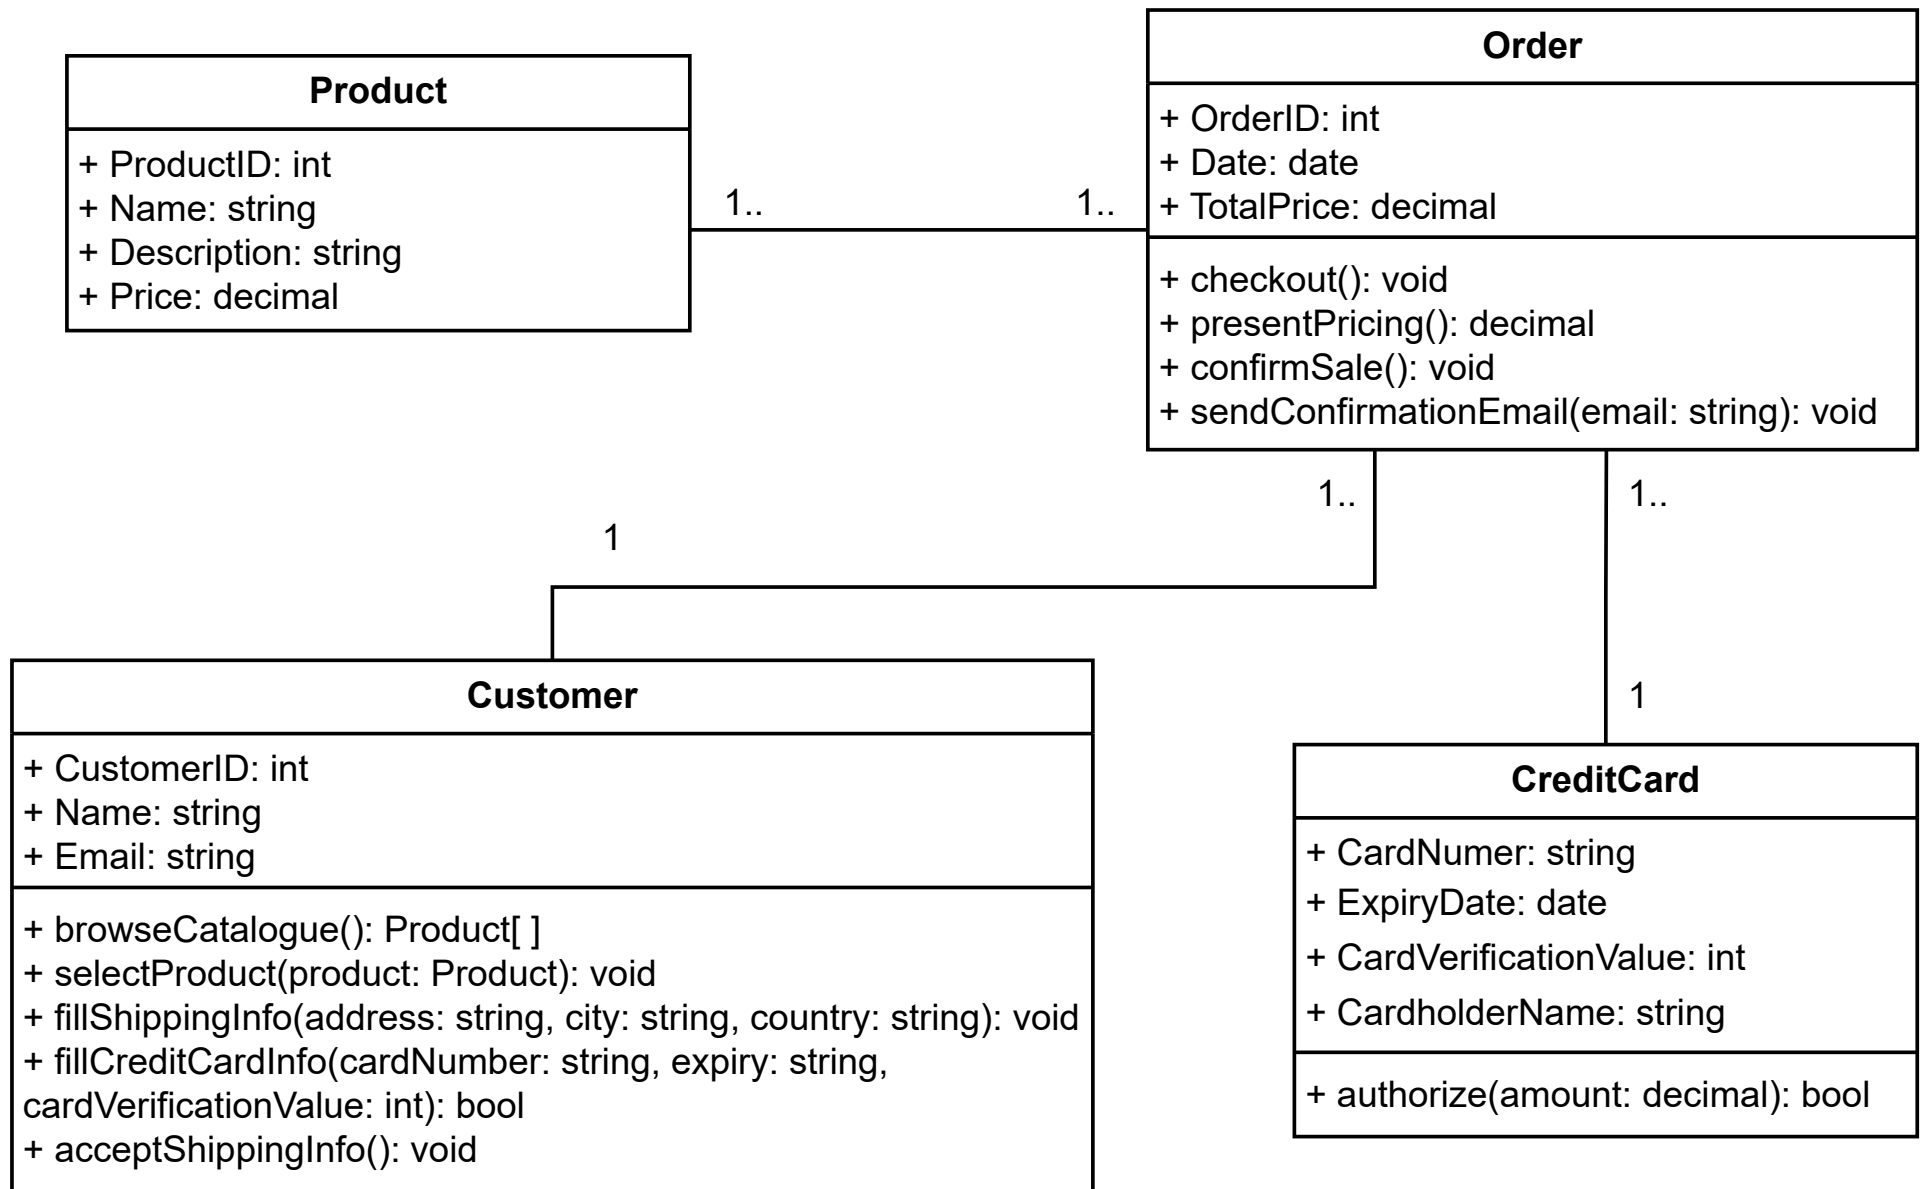 Product
+ ProductID: int
+ Name: string
+ Description: string
+ Price: decimal
1..
1..
Order
+ OrderID: int
+ Date: date
+ TotalPrice: decimal
+ checkout(): void
+ presentPricing(): decimal
+ confirmSale(): void
+ sendConfirmationEmail(email: string): void
1..
1..
1
1
Customer
+ CustomerID: int
+ Name: string
+ Email: string
+ browseCatalogue(): Product[ ]
+ selectProduct(product: Product): void
+ fillShippingInfo(address: string, city: string, country: string): void
+ fillCreditCardInfo(cardNumber: string, expiry: string,
cardVerificationValue: int): bool
+ acceptShippingInfo(): void
CreditCard
+ CardNumer: string
+ ExpiryDate: date
+ CardVerificationValue: int
+ CardholderName: string
+ authorize(amount: decimal): bool